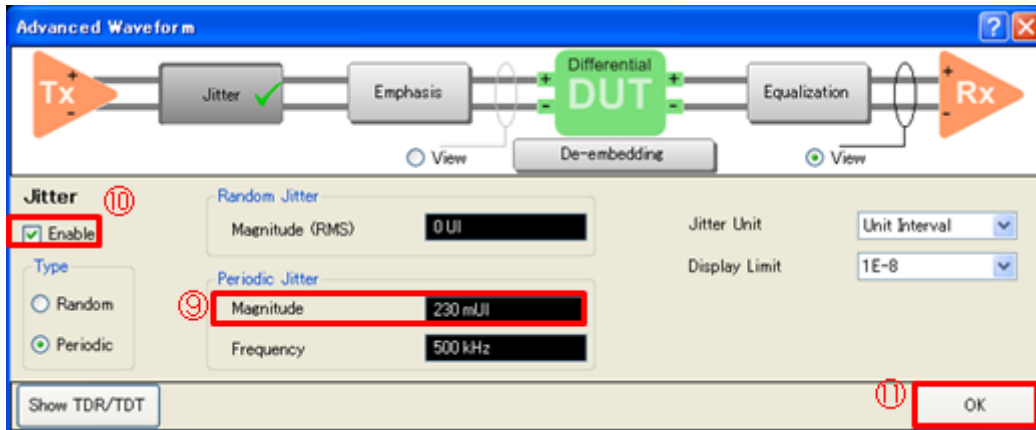 Advanced Waveform
Tx + - Jitter Emphasis + - Differential DUT + - Equalization + - Rx
View De-embedding View
Jitter ⑩
Enable
Type
Random
Periodic
Random Jitter
Magnitude (RMS) 0 UI
Periodic Jitter
⑨ Magnitude 230 mUI
Frequency 500 kHz
Jitter Unit Unit Interval
Display Limit 1E-8
Show TDR/TDT ⑪ OK